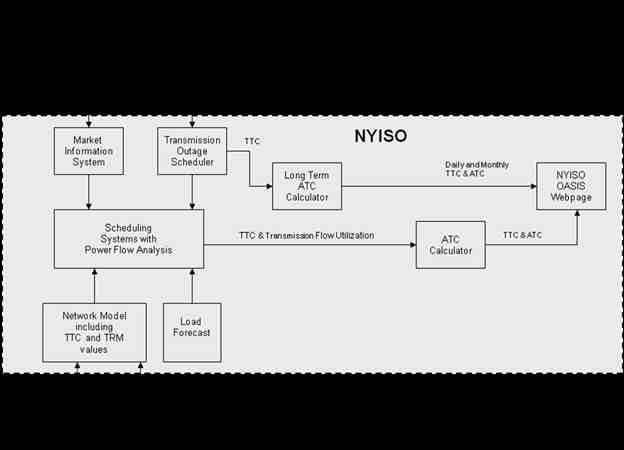 NYISO
Market
Information
System
Transmission
Outage
Scheduler
TTC
Long Term
ATC
Calculator
Daily and Monthly
TTC & ATC
NYISO
OASIS
Webpage
Scheduling
Systems with
Power Flow Analysis
TTC & Transmission Flow Utilization
ATC
Calculator
TTC & ATC
Network Model
including
TTC and TRM
values
Load
Forecast